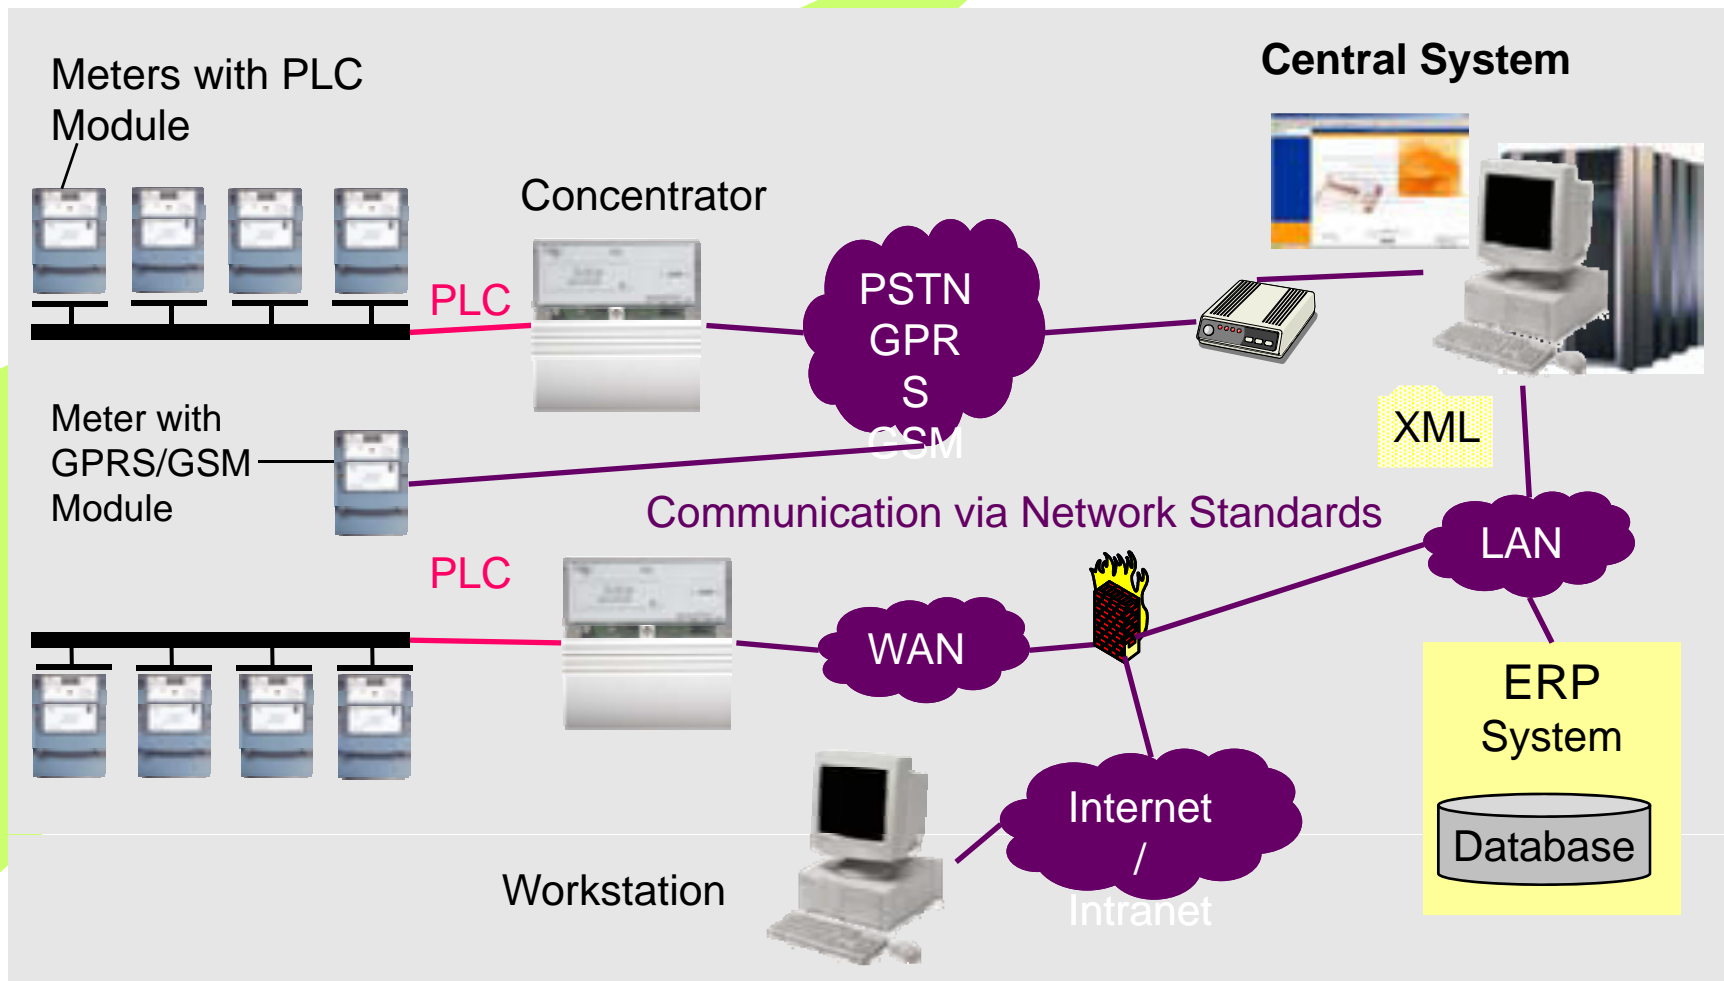 Meters with PLC
Module
Central System
Concentrator
PLC
PSTN
GPR
S
GSM
Meter with
GPRS/GSM
Module
XML
Communication via Network Standards
LAN
PLC
WAN
ERP
System
Internet
/
Intranet
Database
Workstation